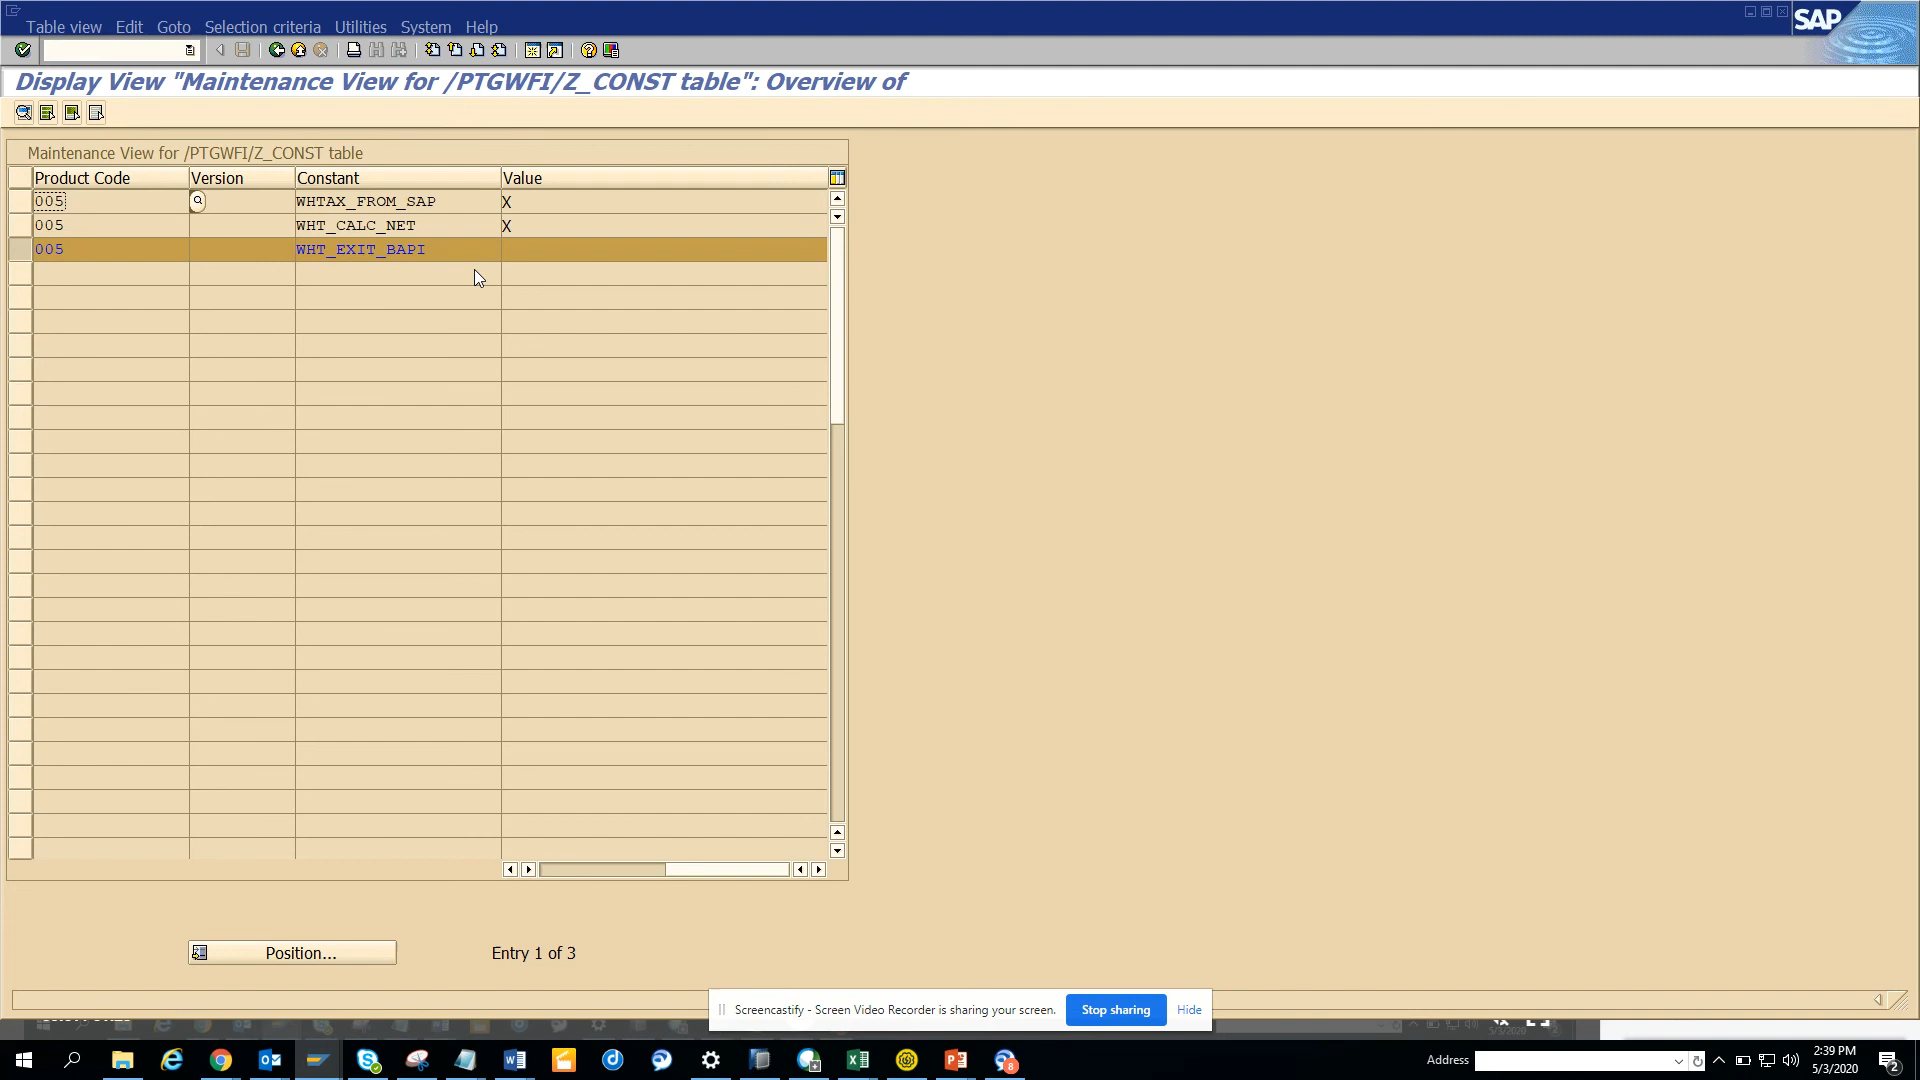 Table view Edit Goto Selection criteria Utilities System Help
SAP
Display View "Maintenance View for /PTGWFI/Z_CONST table": Overview of
Maintenance View for /PTGWFI/Z_CONST table
Product Code Version Constant Value
005 WHTAX_FROM_SAP X
005 WHT_CALC_NET X
005 WHT_EXIT_BAPI
Position... Entry 1 of 3
Screencastify - Screen Video Recorder is sharing your screen. Stop sharing Hide
Address
2:39 PM
5/3/2020
8
2